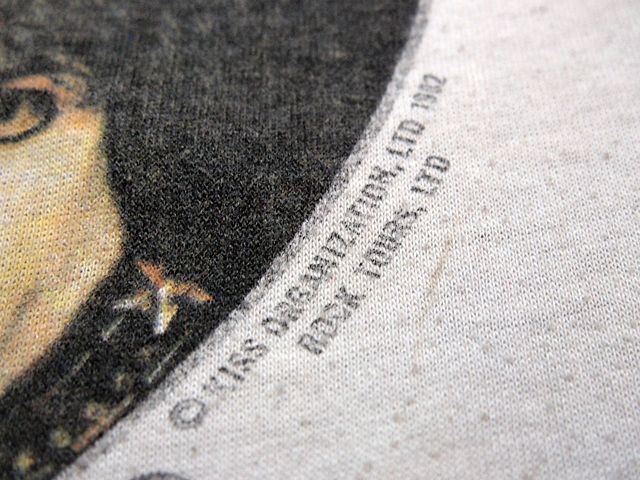 © KISS ORGANIZATION, LTD 1982
ROCK TOURS, LTD